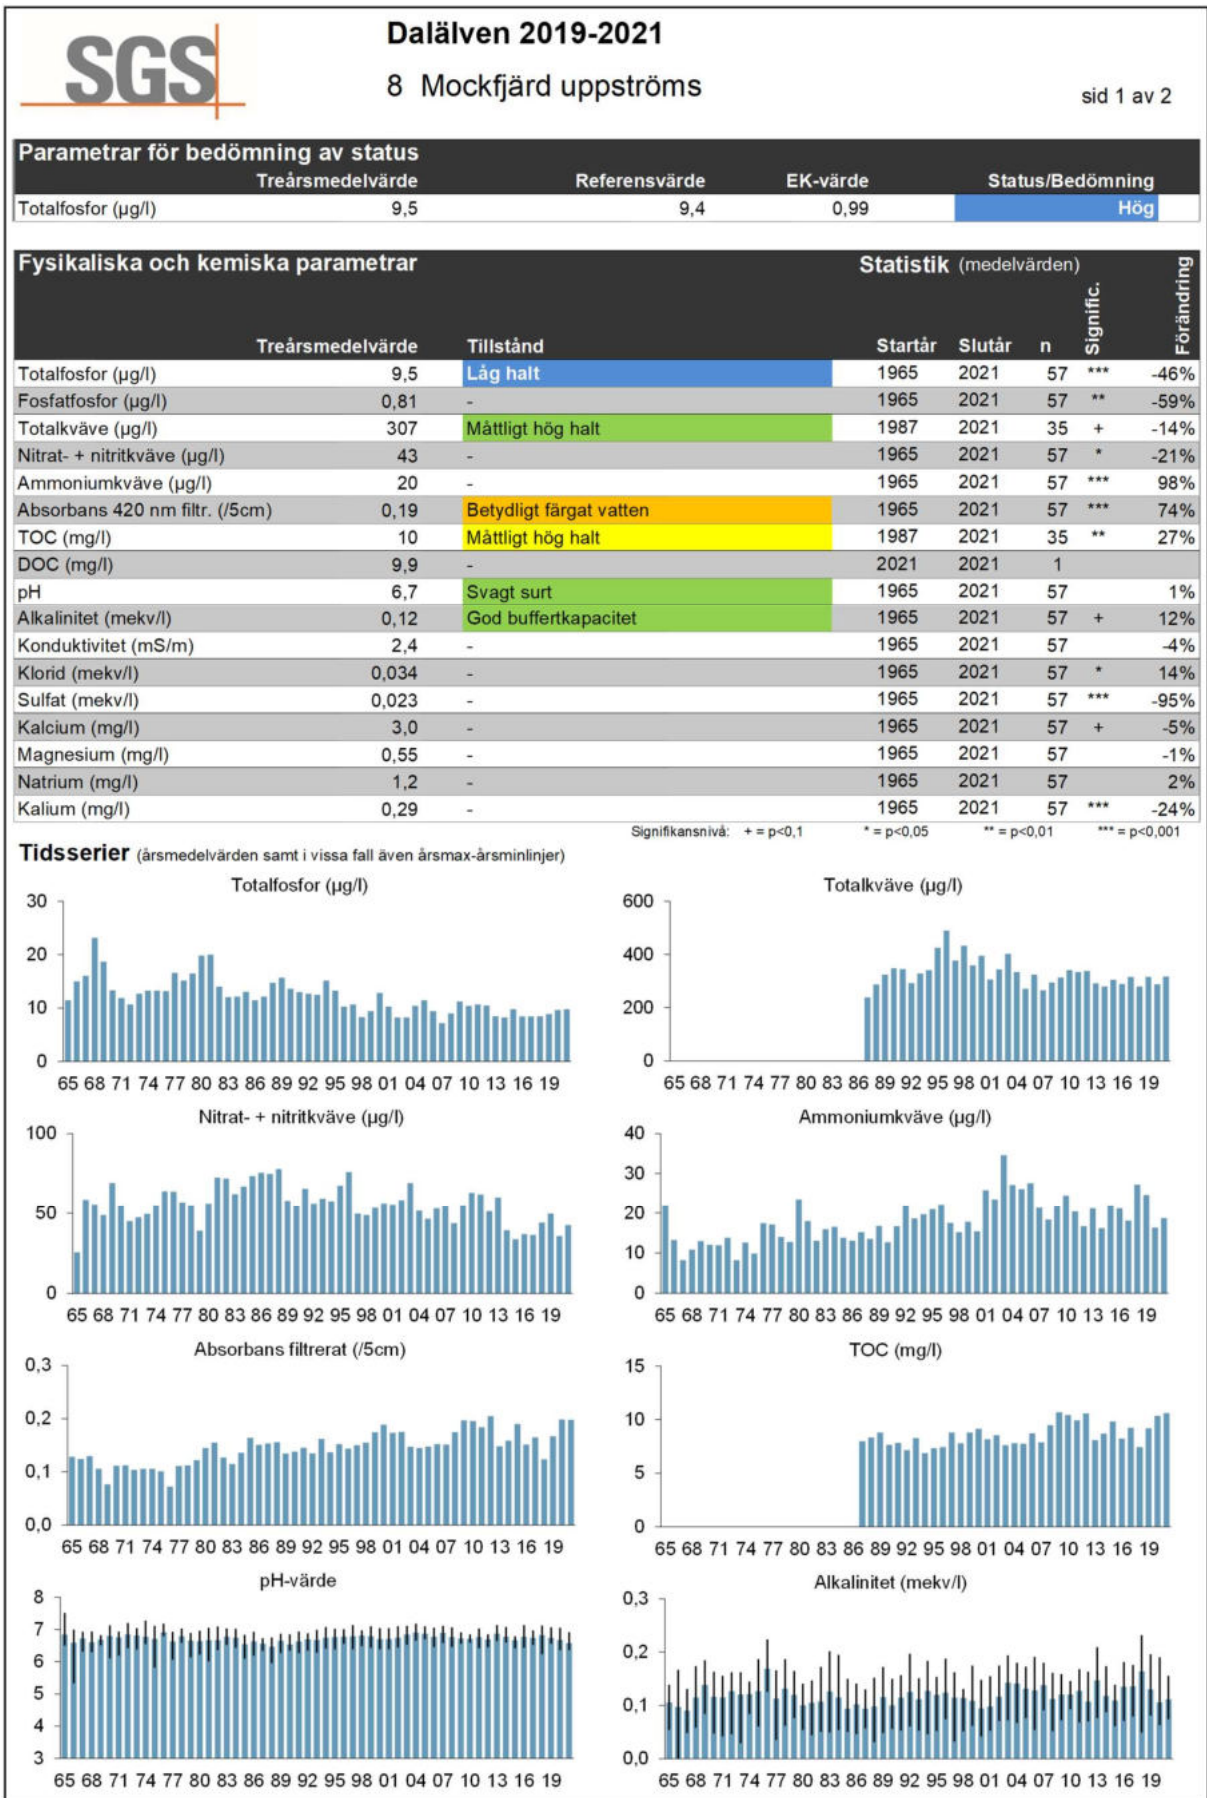 SGS
Dalälven 2019-2021
8 Mockfjärd uppströms
sid 1 av 2
Parametrar för bedömning av status
Treårsmedelvärde Referensvärde EK-värde Status/Bedömning
Totalfosfor (µg/l) 9,5 9,4 0,99 Hög
Fysikaliska och kemiska parametrar Statistik (medelvärden)
Treårsmedelvärde Tillstånd Startår Slutår n Signific. Förändring
Totalfosfor (µg/l) 9,5 Låg halt 1965 2021 57 *** -46%
Fosfatfosfor (µg/l) 0,81 - 1965 2021 57 ** -59%
Totalkväve (µg/l) 307 Måttligt hög halt 1987 2021 35 + -14%
Nitrat- + nitritkväve (µg/l) 43 - 1965 2021 57 * -21%
Ammoniumkväve (µg/l) 20 - 1965 2021 57 *** 98%
Absorbans 420 nm filtr. (/5cm) 0,19 Betydligt färgat vatten 1965 2021 57 *** 74%
TOC (mg/l) 10 Måttligt hög halt 1987 2021 35 ** 27%
DOC (mg/l) 9,9 - 2021 2021 1
pH 6,7 Svagt surt 1965 2021 57 1%
Alkalinitet (mekv/l) 0,12 God buffertkapacitet 1965 2021 57 + 12%
Konduktivitet (mS/m) 2,4 - 1965 2021 57 -4%
Klorid (mekv/l) 0,034 - 1965 2021 57 * 14%
Sulfat (mekv/l) 0,023 - 1965 2021 57 *** -95%
Kalcium (mg/l) 3,0 - 1965 2021 57 + -5%
Magnesium (mg/l) 0,55 - 1965 2021 57 -1%
Natrium (mg/l) 1,2 - 1965 2021 57 2%
Kalium (mg/l) 0,29 - 1965 2021 57 *** -24%
Signifikansnivå: + = p<0,1 * = p<0,05 ** = p<0,01 *** = p<0,001
Tidsserier (årsmedelvärden samt i vissa fall även årsmax-årsminlinjer)
Totalfosfor (µg/l)
30
20
10
0
65 68 71 74 77 80 83 86 89 92 95 98 01 04 07 10 13 16 19
Totalkväve (µg/l)
600
400
200
0
65 68 71 74 77 80 83 86 89 92 95 98 01 04 07 10 13 16 19
Nitrat- + nitritkväve (µg/l)
100
50
0
65 68 71 74 77 80 83 86 89 92 95 98 01 04 07 10 13 16 19
Ammoniumkväve (µg/l)
40
30
20
10
0
65 68 71 74 77 80 83 86 89 92 95 98 01 04 07 10 13 16 19
Absorbans filtrerat (/5cm)
0,3
0,2
0,1
0,0
65 68 71 74 77 80 83 86 89 92 95 98 01 04 07 10 13 16 19
TOC (mg/l)
15
10
5
0
65 68 71 74 77 80 83 86 89 92 95 98 01 04 07 10 13 16 19
pH-värde
8
7
6
5
4
3
65 68 71 74 77 80 83 86 89 92 95 98 01 04 07 10 13 16 19
Alkalinitet (mekv/l)
0,3
0,2
0,1
0,0
65 68 71 74 77 80 83 86 89 92 95 98 01 04 07 10 13 16 19